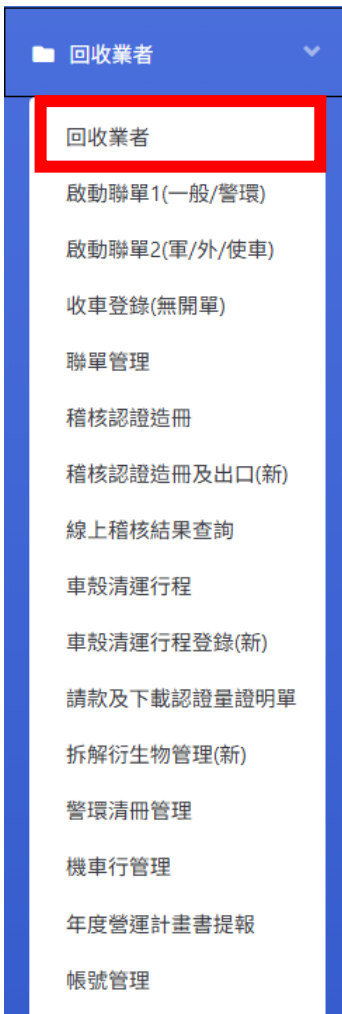 回收業者
回收業者
啟動聯單1(一般/警環)
啟動聯單2(軍/外/使車)
收車登錄(無開單)
聯單管理
稽核認證造冊
稽核認證造冊及出口(新)
線上稽核結果查詢
車殼清運行程
車殼清運行程登錄(新)
請款及下載認證量證明單
拆解衍生物管理(新)
警環清冊管理
機車行管理
年度營運計畫書提報
帳號管理